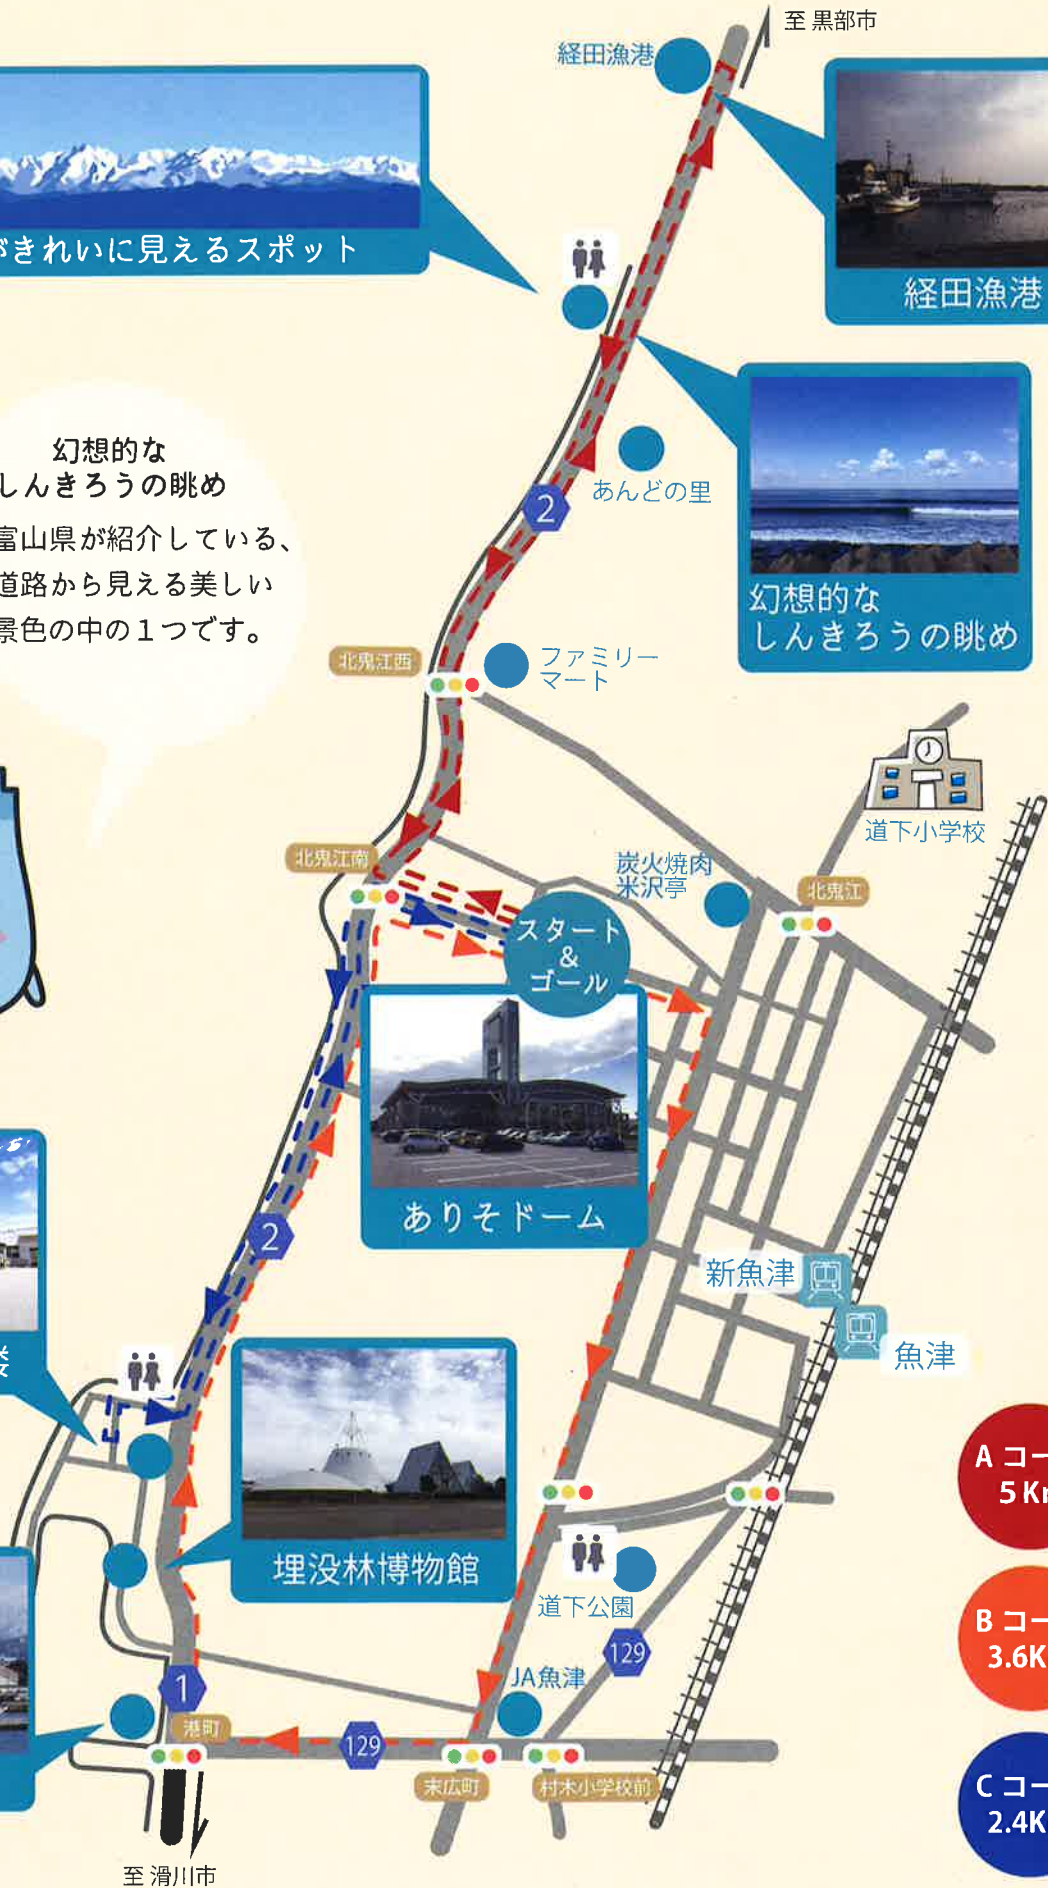 至 黒部市
経田漁港
がきれいに見えるスポット
経田漁港
幻想的な
しんきろうの眺め
富山県が紹介している、
道路から見える美しい
景色の中の１つです。
あんどの里
2
幻想的な
しんきろうの眺め
北鬼江西
ファミリー
マート
道下小学校
北鬼江南
炭火焼肉
米沢亭
北鬼江
スタート
&
ゴール
ありそドーム
2
新魚津
魚津
埋没林博物館
A コー
5 K
道下公園
B コー
3.6K
129
JA魚津
1
港町
129
末広町
村木小学校前
C コー
2.4K
至 滑川市